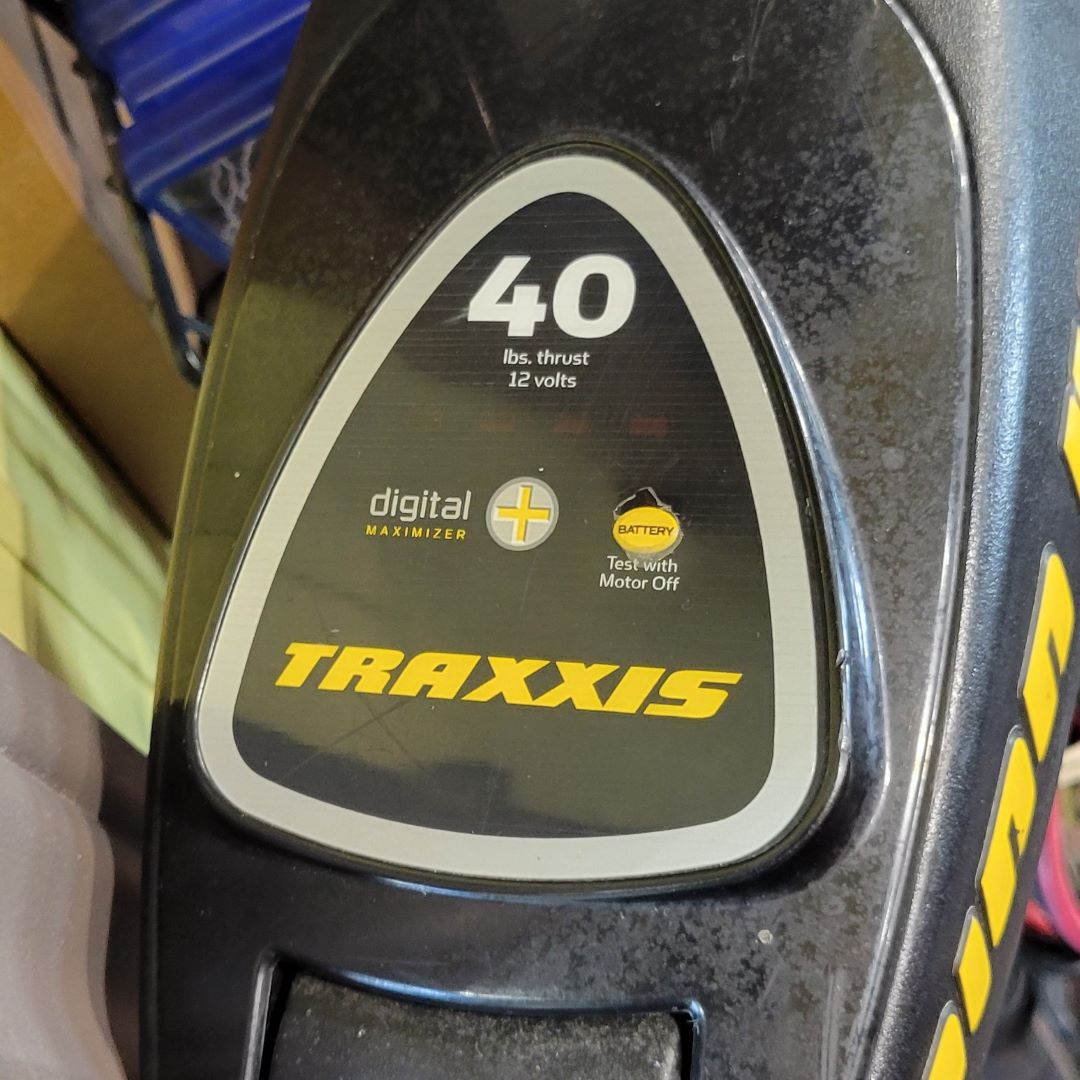 40
lbs. thrust
12 volts
digital
MAXIMIZER
BATTERY
Test with
Motor Off
TRAXXIS